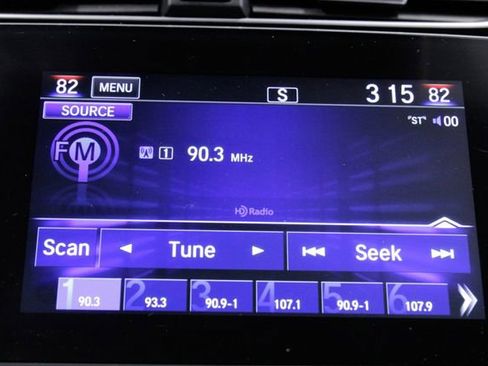 82 MENU S 3 15 82
SOURCE
"ST" 00
FM 1 90.3 MHz
HD Radio
Scan Tune Seek
1 90.3 2 93.3 3 90.9-1 4 107.1 5 90.9-1 6 107.9